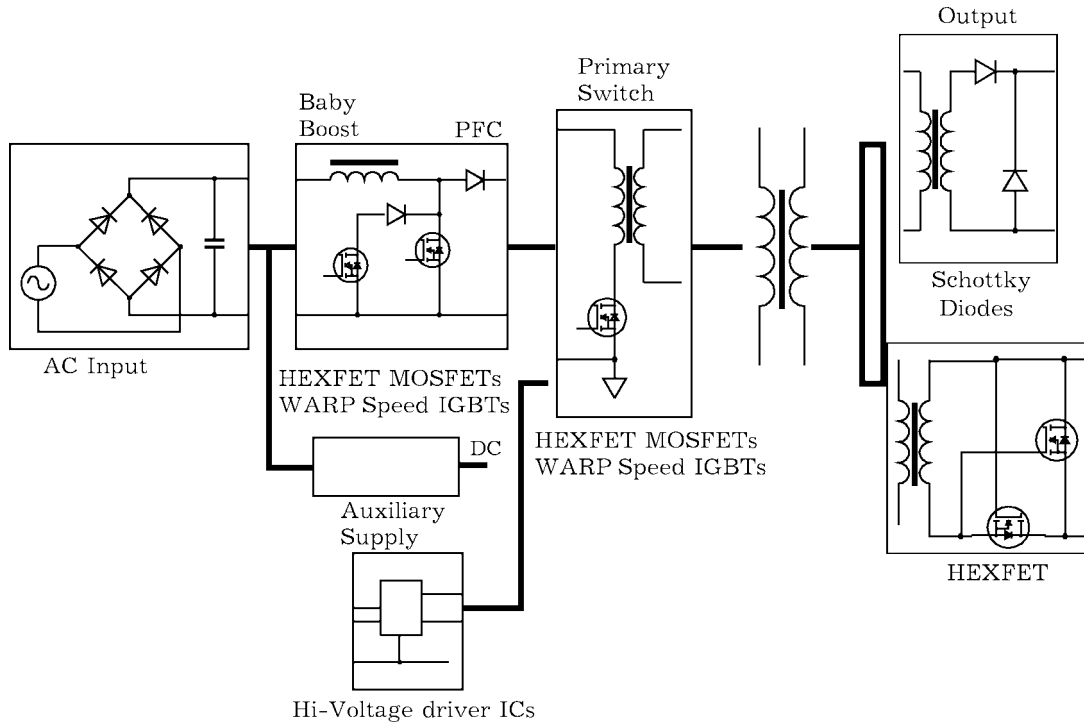 Output
Primary
Switch
Baby
Boost
PFC
Schottky
Diodes
AC Input
HEXFET MOSFETs
WARP Speed IGBTs
HEXFET MOSFETs
WARP Speed IGBTs
DC
Auxiliary
Supply
HEXFET
Hi-Voltage driver ICs